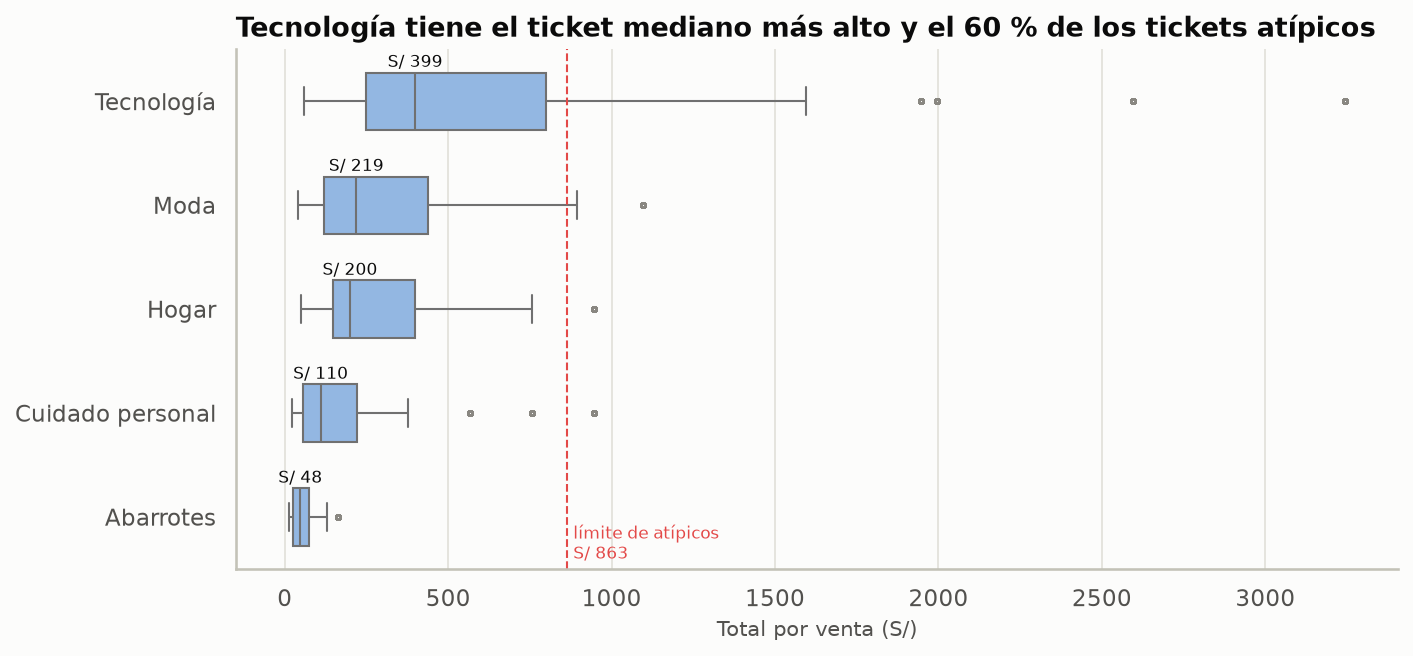 Tecnología tiene el ticket mediano más alto y el 60 % de los tickets atípicos
S/ 399
Tecnología
S/ 219
Moda
S/ 200
Hogar
S/ 110
Cuidado personal
S/ 48
Abarrotes
límite de atípicos
S/ 863
0 500 1000 1500 2000 2500 3000
Total por venta (S/)